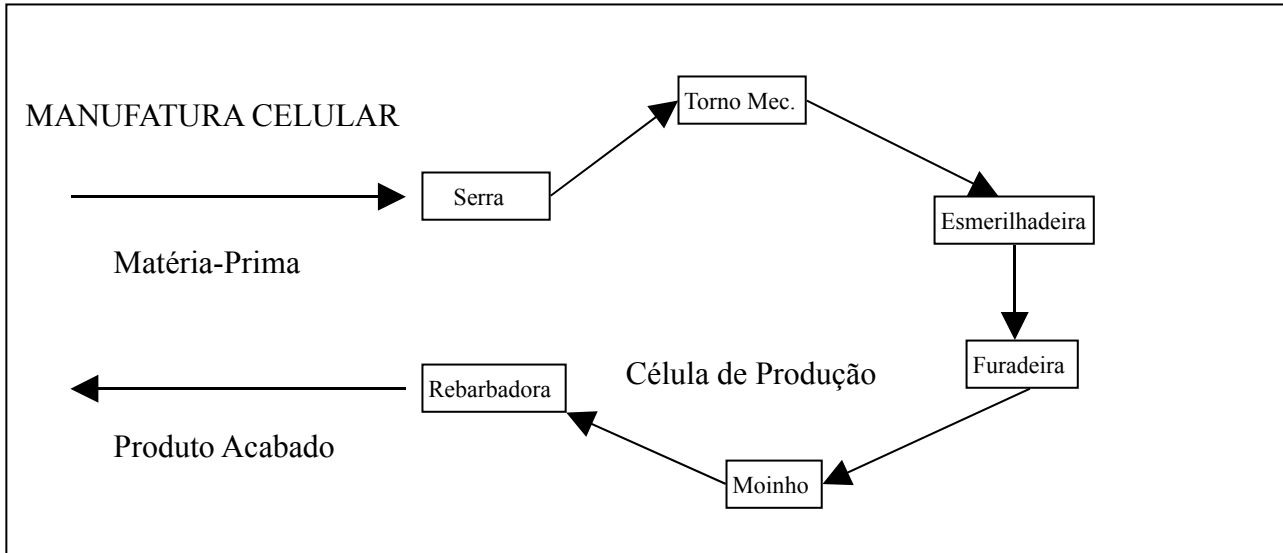 MANUFATURA CELULAR
Torno Mec.
Serra
Esmerilhadeira
Matéria-Prima
Furadeira
Célula de Produção
Rebarbadora
Produto Acabado
Moinho